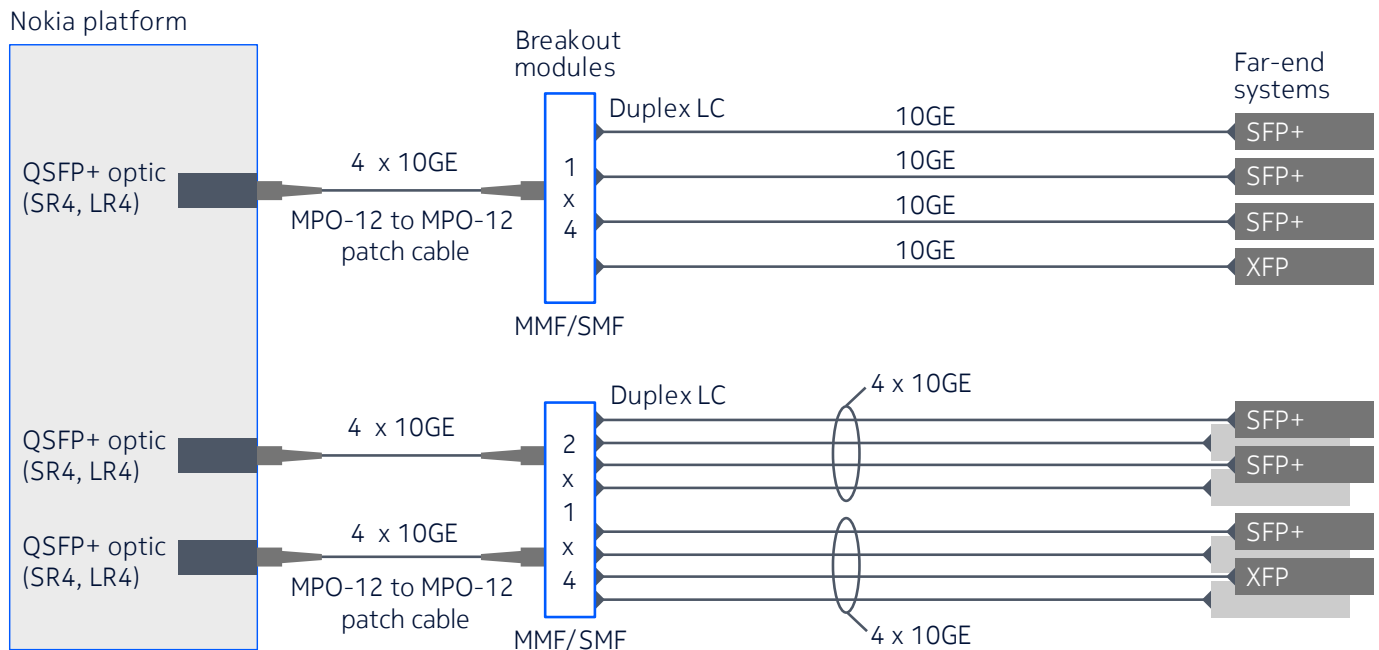 Nokia platform
Breakout
modules
Far-end
systems
Duplex LC
10GE
SFP+
QSFP+ optic
(SR4, LR4)
4 x 10GE
MPO-12 to MPO-12
patch cable
1
x
4
10GE
SFP+
10GE
SFP+
10GE
XFP
MMF/SMF
Duplex LC
4 x 10GE
QSFP+ optic
(SR4, LR4)
4 x 10GE
2
x
1
x
4
SFP+
SFP+
QSFP+ optic
(SR4, LR4)
4 x 10GE
MPO-12 to MPO-12
patch cable
SFP+
XFP
4 x 10GE
MMF/SMF